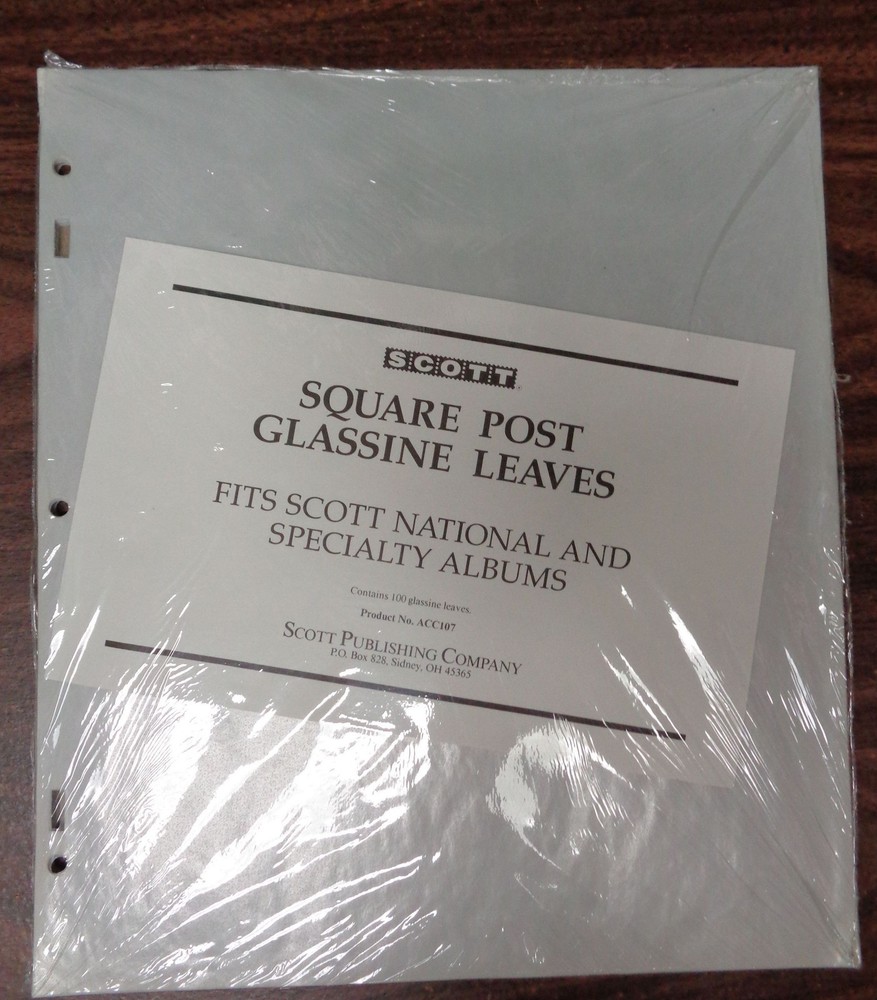 SCOTT
SQUARE POST
GLASSINE LEAVES
FITS SCOTT NATIONAL AND
SPECIALTY ALBUMS
Contains 100 glassine leaves.
Product No. ACC107
SCOTT PUBLISHING COMPANY
P.O. Box 828, Sidney, OH 45365